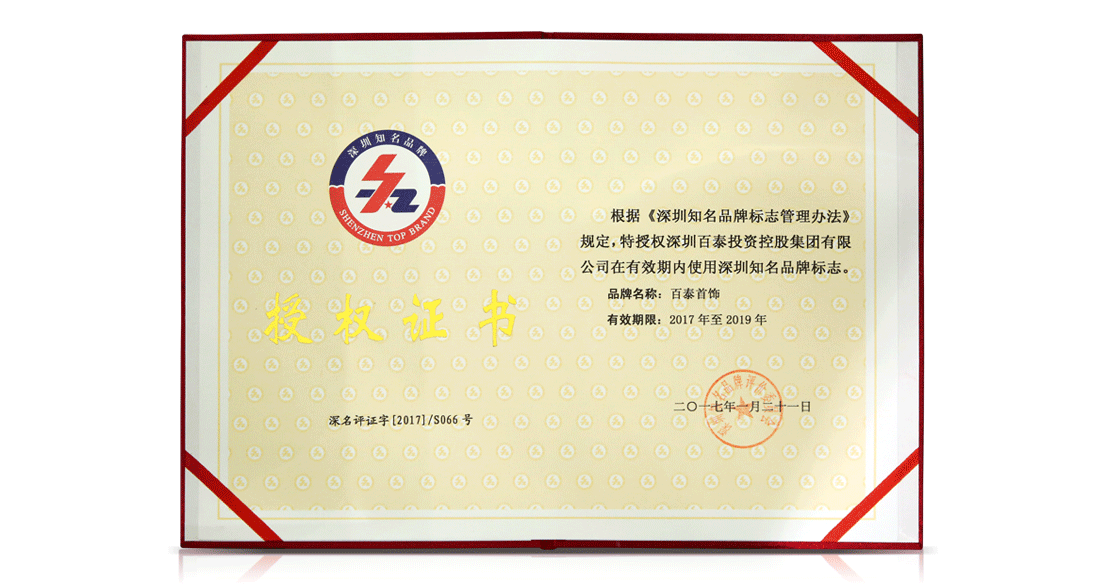 深圳知名品牌
SHENZHEN TOP BRAND
授权证书
深名评证字[2017]/S066号
根据《深圳知名品牌标志管理办法》
规定，特授权深圳百泰投资控股集团有限
公司在有效期内使用深圳知名品牌标志。
品牌名称：百泰首饰
有效期限：2017年至2019年
二〇一七年一月二十一日